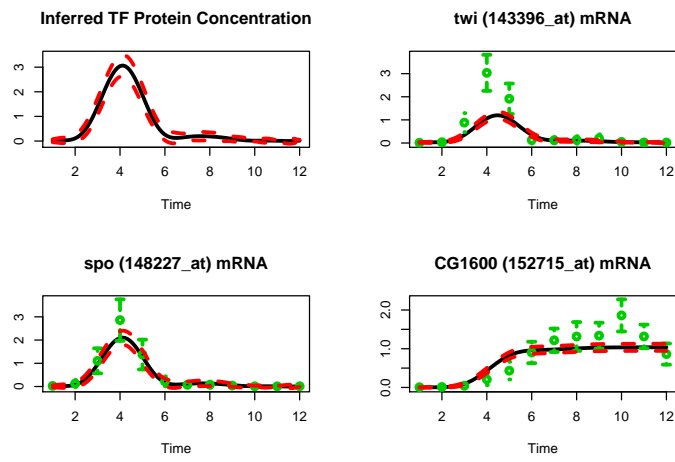 Inferred TF Protein Concentration
3
2
1
0
2 4 6 8 10 12
Time
twi (143396_at) mRNA
3
2
1
0
2 4 6 8 10 12
Time
spo (148227_at) mRNA
3
2
1
0
2 4 6 8 10 12
Time
CG1600 (152715_at) mRNA
2.0
1.0
0.0
2 4 6 8 10 12
Time